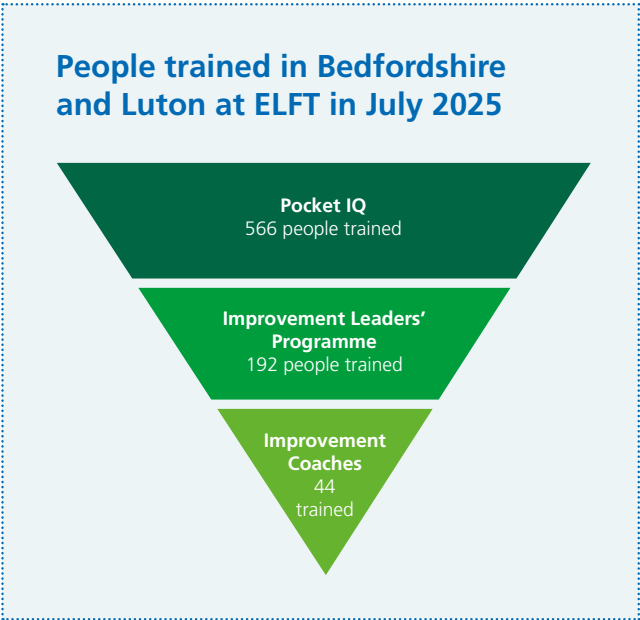 People trained in Bedfordshire
and Luton at ELFT in July 2025
Pocket IQ
566 people trained
Improvement Leaders’
Programme
192 people trained
Improvement
Coaches
44
trained